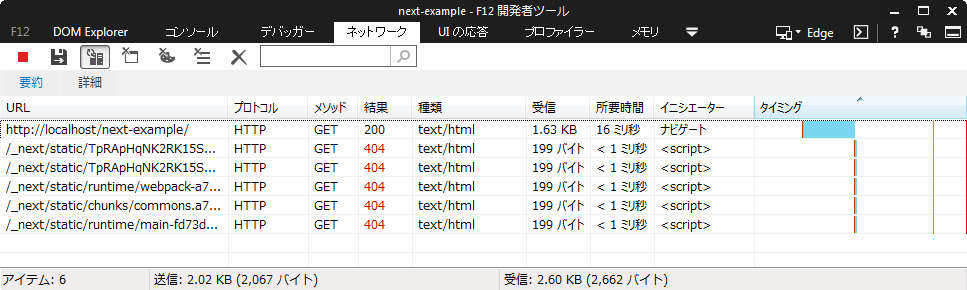 next-example - F12 開発者ツール
F12 DOM Explorer コンソール デバッガー ネットワーク UI の応答 プロファイラー メモリ Edge
要約 詳細
URL プロトコル メソッド 結果 種類 受信 所要時間 イニシエーター タイミング
http://localhost/next-example/ HTTP GET 200 text/html 1.63 KB 16 ミリ秒 ナビゲート
/_next/static/TpRApHqNK2RK15S... HTTP GET 404 text/html 199 バイト < 1 ミリ秒 <script>
/_next/static/TpRApHqNK2RK15S... HTTP GET 404 text/html 199 バイト < 1 ミリ秒 <script>
/_next/static/runtime/webpack-a7... HTTP GET 404 text/html 199 バイト < 1 ミリ秒 <script>
/_next/static/chunks/commons.a7... HTTP GET 404 text/html 199 バイト < 1 ミリ秒 <script>
/_next/static/runtime/main-fd73d... HTTP GET 404 text/html 199 バイト < 1 ミリ秒 <script>
アイテム: 6 送信: 2.02 KB (2,067 バイト) 受信: 2.60 KB (2,662 バイト)